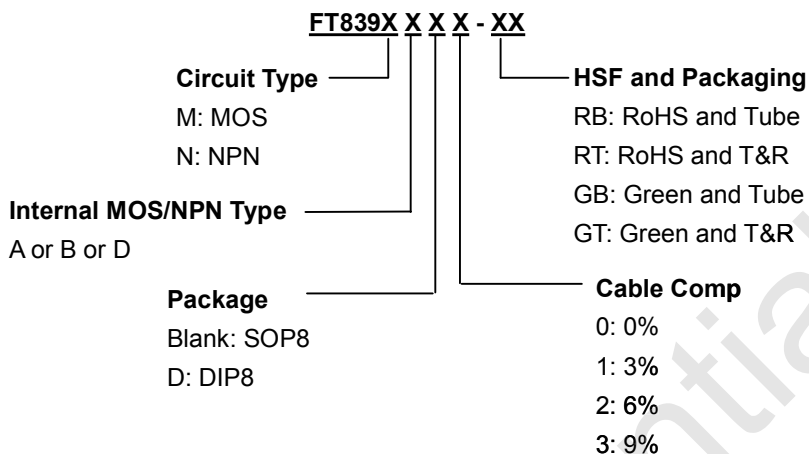 FT839X X X X - XX
Circuit Type
M: MOS
N: NPN
Internal MOS/NPN Type
A or B or D
Package
Blank: SOP8
D: DIP8
HSF and Packaging
RB: RoHS and Tube
RT: RoHS and T&R
GB: Green and Tube
GT: Green and T&R
Cable Comp
0: 0%
1: 3%
2: 6%
3: 9%